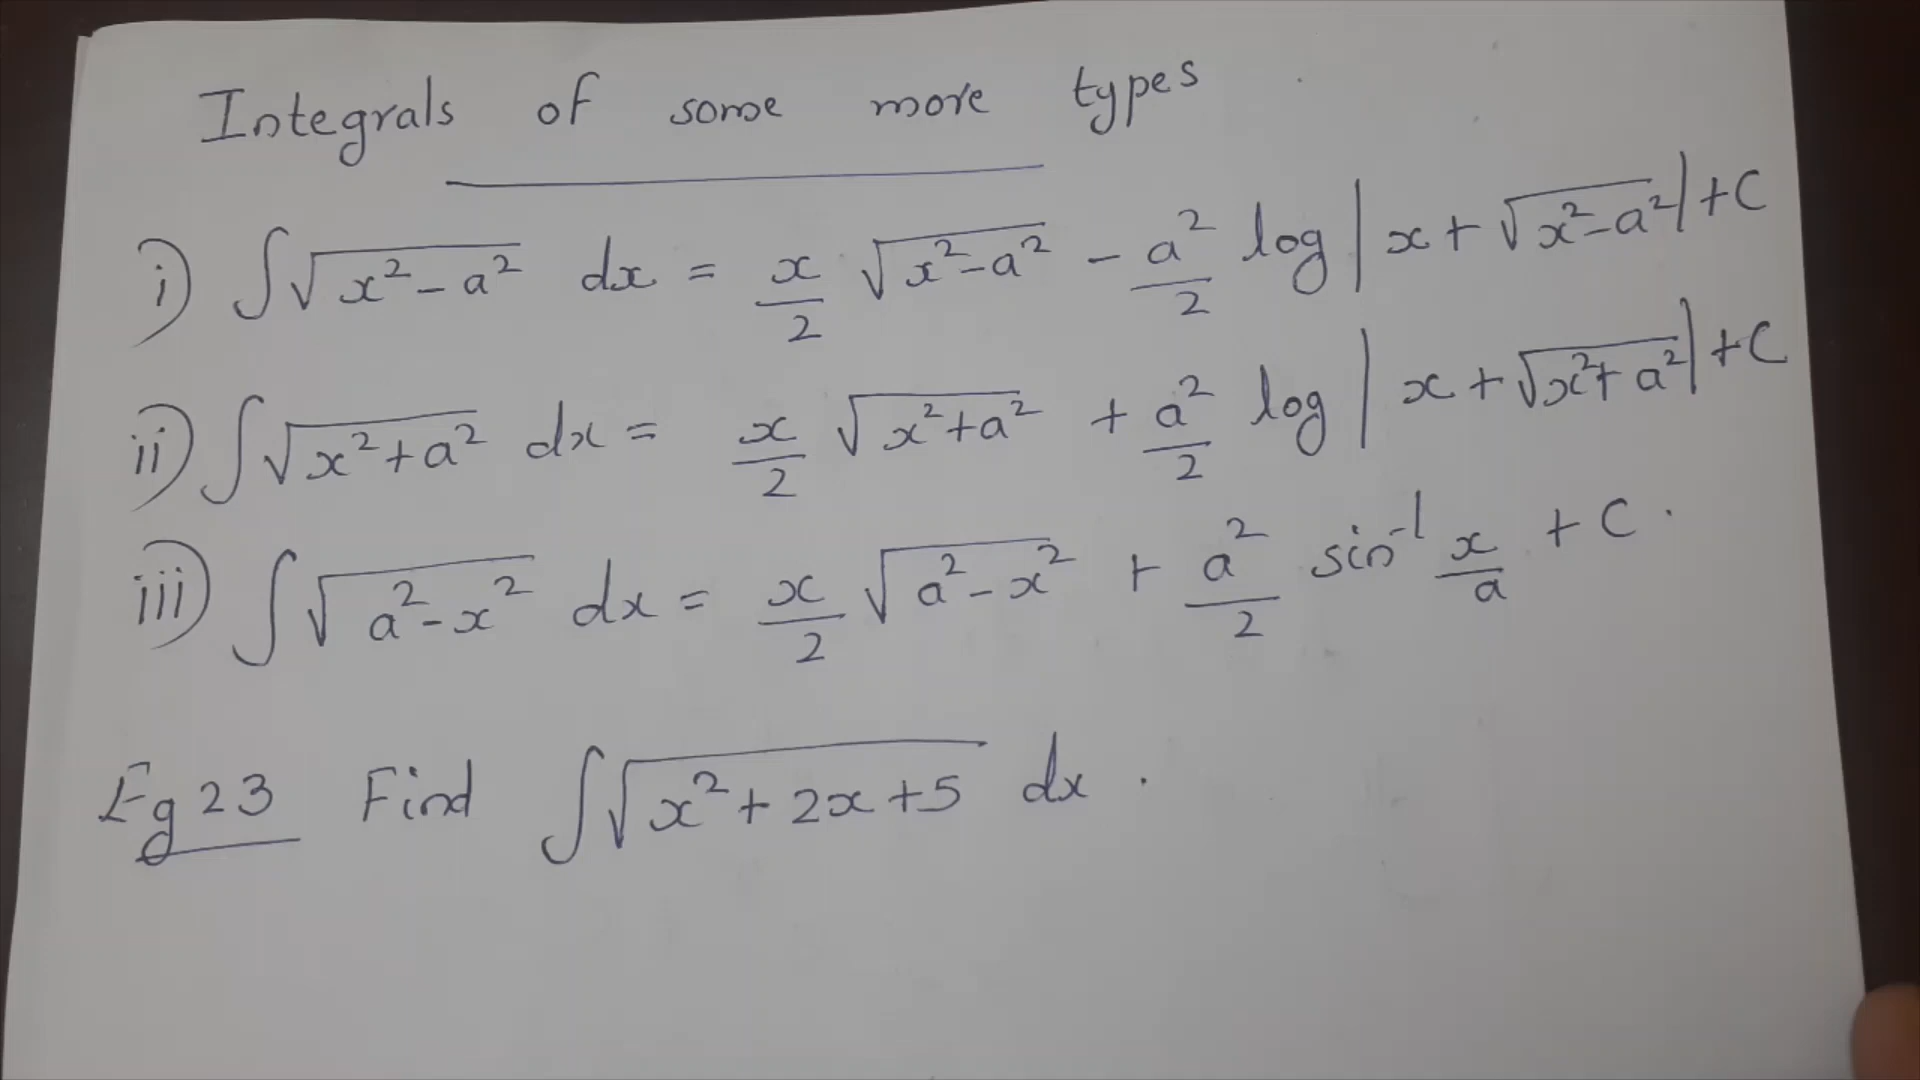 Integrals of some more types
i) ∫√(x² - a²) dx = x/2 √(x² - a²) - a²/2 log |x + √(x² - a²)| + C
ii) ∫√(x² + a²) dx = x/2 √(x² + a²) + a²/2 log |x + √(x² + a²)| + C
iii) ∫√(a² - x²) dx = x/2 √(a² - x²) + a²/2 sin⁻¹ x/a + C.
Eg 23 Find ∫√(x² + 2x + 5) dx.